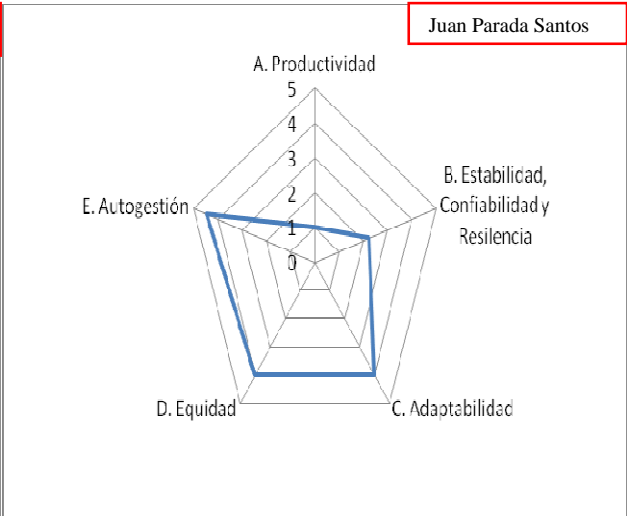 Juan Parada Santos
A. Productividad
5
4
3
2
1
0
B. Estabilidad,
Confiabilidad y
Resilencia
E. Autogestión
D. Equidad
C. Adaptabilidad